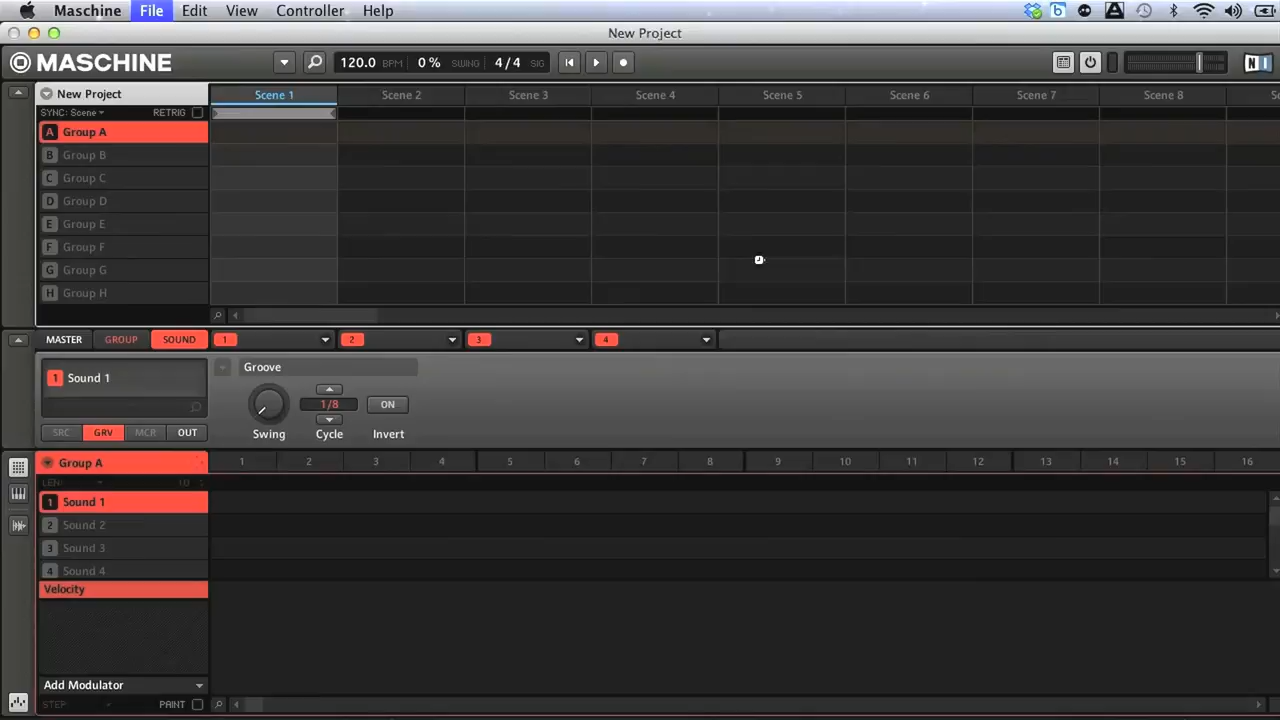 Maschine File Edit View Controller Help
New Project
MASCHINE 120.0 BPM 0% SWING 4/4 SIG
New Project Scene 1 Scene 2 Scene 3 Scene 4 Scene 5 Scene 6 Scene 7 Scene 8
SYNC: Scene RETRIG
A Group A
B Group B
C Group C
D Group D
E Group E
F Group F
G Group G
H Group H
MASTER GROUP SOUND 1 2 3 4
Groove
1 Sound 1
1/8 ON
Swing Cycle Invert
SRC GRV MCR OUT
Group A 1 2 3 4 5 6 7 8 9 10 11 12 13 14 15 16
1 Sound 1
2 Sound 2
3 Sound 3
4 Sound 4
Velocity
Add Modulator
STEP PAINT